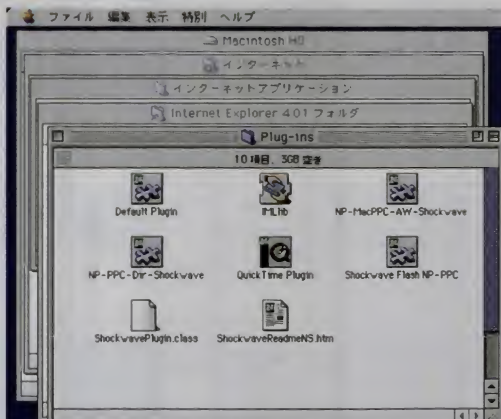 ファイル 編集 表示 特別 ヘルプ
Macintosh HD
インターネット
インターネットアプリケーション
Internet Explorer 4.01 フォルダ
Plug-ins
10 項目、3GB 空き
Default Plugin
IMLlib
NP-MacPPC-AW-Shockwave
NP-PPC-Dir-Shockwave
QuickTime Plugin
Shockwave Flash NP-PPC
ShockwavePlugin.class
ShockwaveReadmeNS.htm